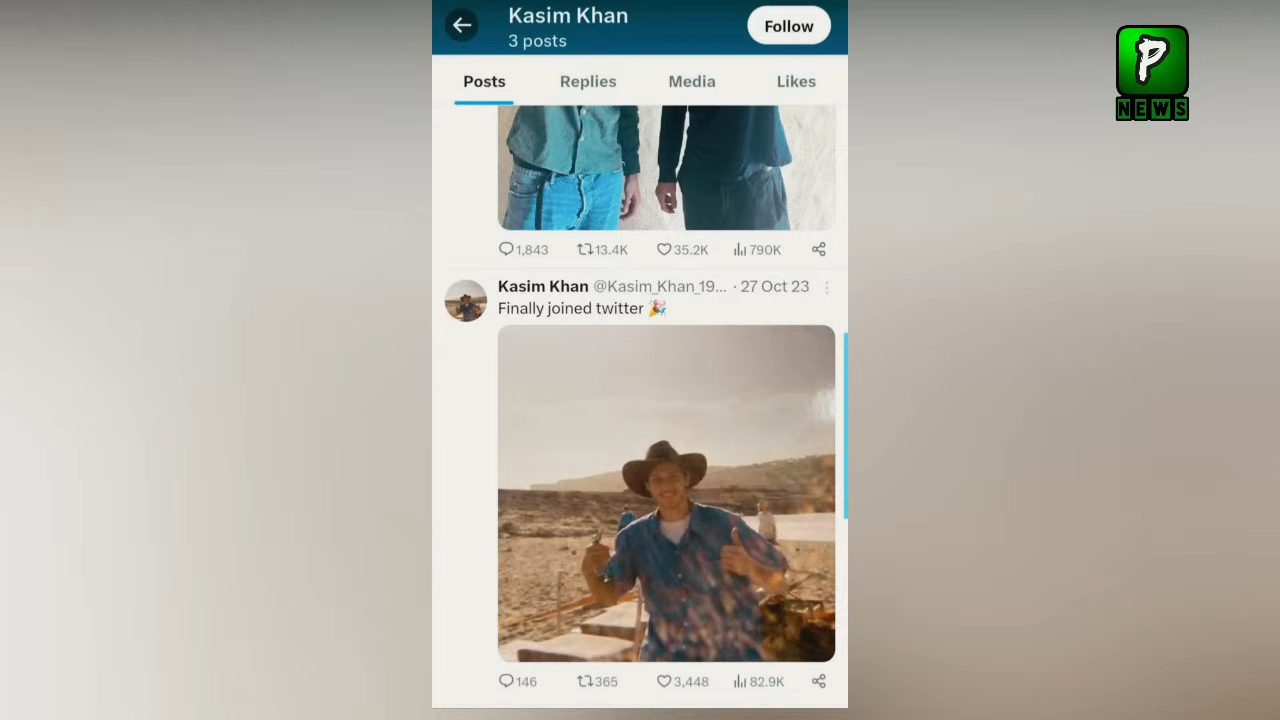 Kasim Khan
3 posts
Follow
Posts Replies Media Likes
1,843 13.4K 35.2K 790K
Kasim Khan @Kasim_Khan_19... · 27 Oct 23
Finally joined twitter 🎉
146 365 3,448 82.9K
P
NEWS